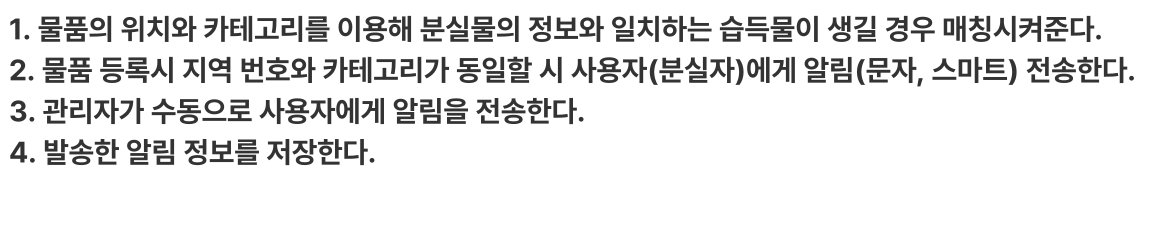 1. 물품의 위치와 카테고리를 이용해 분실물의 정보와 일치하는 습득물이 생길 경우 매칭시켜준다.
2. 물품 등록시 지역 번호와 카테고리가 동일할 시 사용자(분실자)에게 알림(문자, 스마트) 전송한다.
3. 관리자가 수동으로 사용자에게 알림을 전송한다.
4. 발송한 알림 정보를 저장한다.